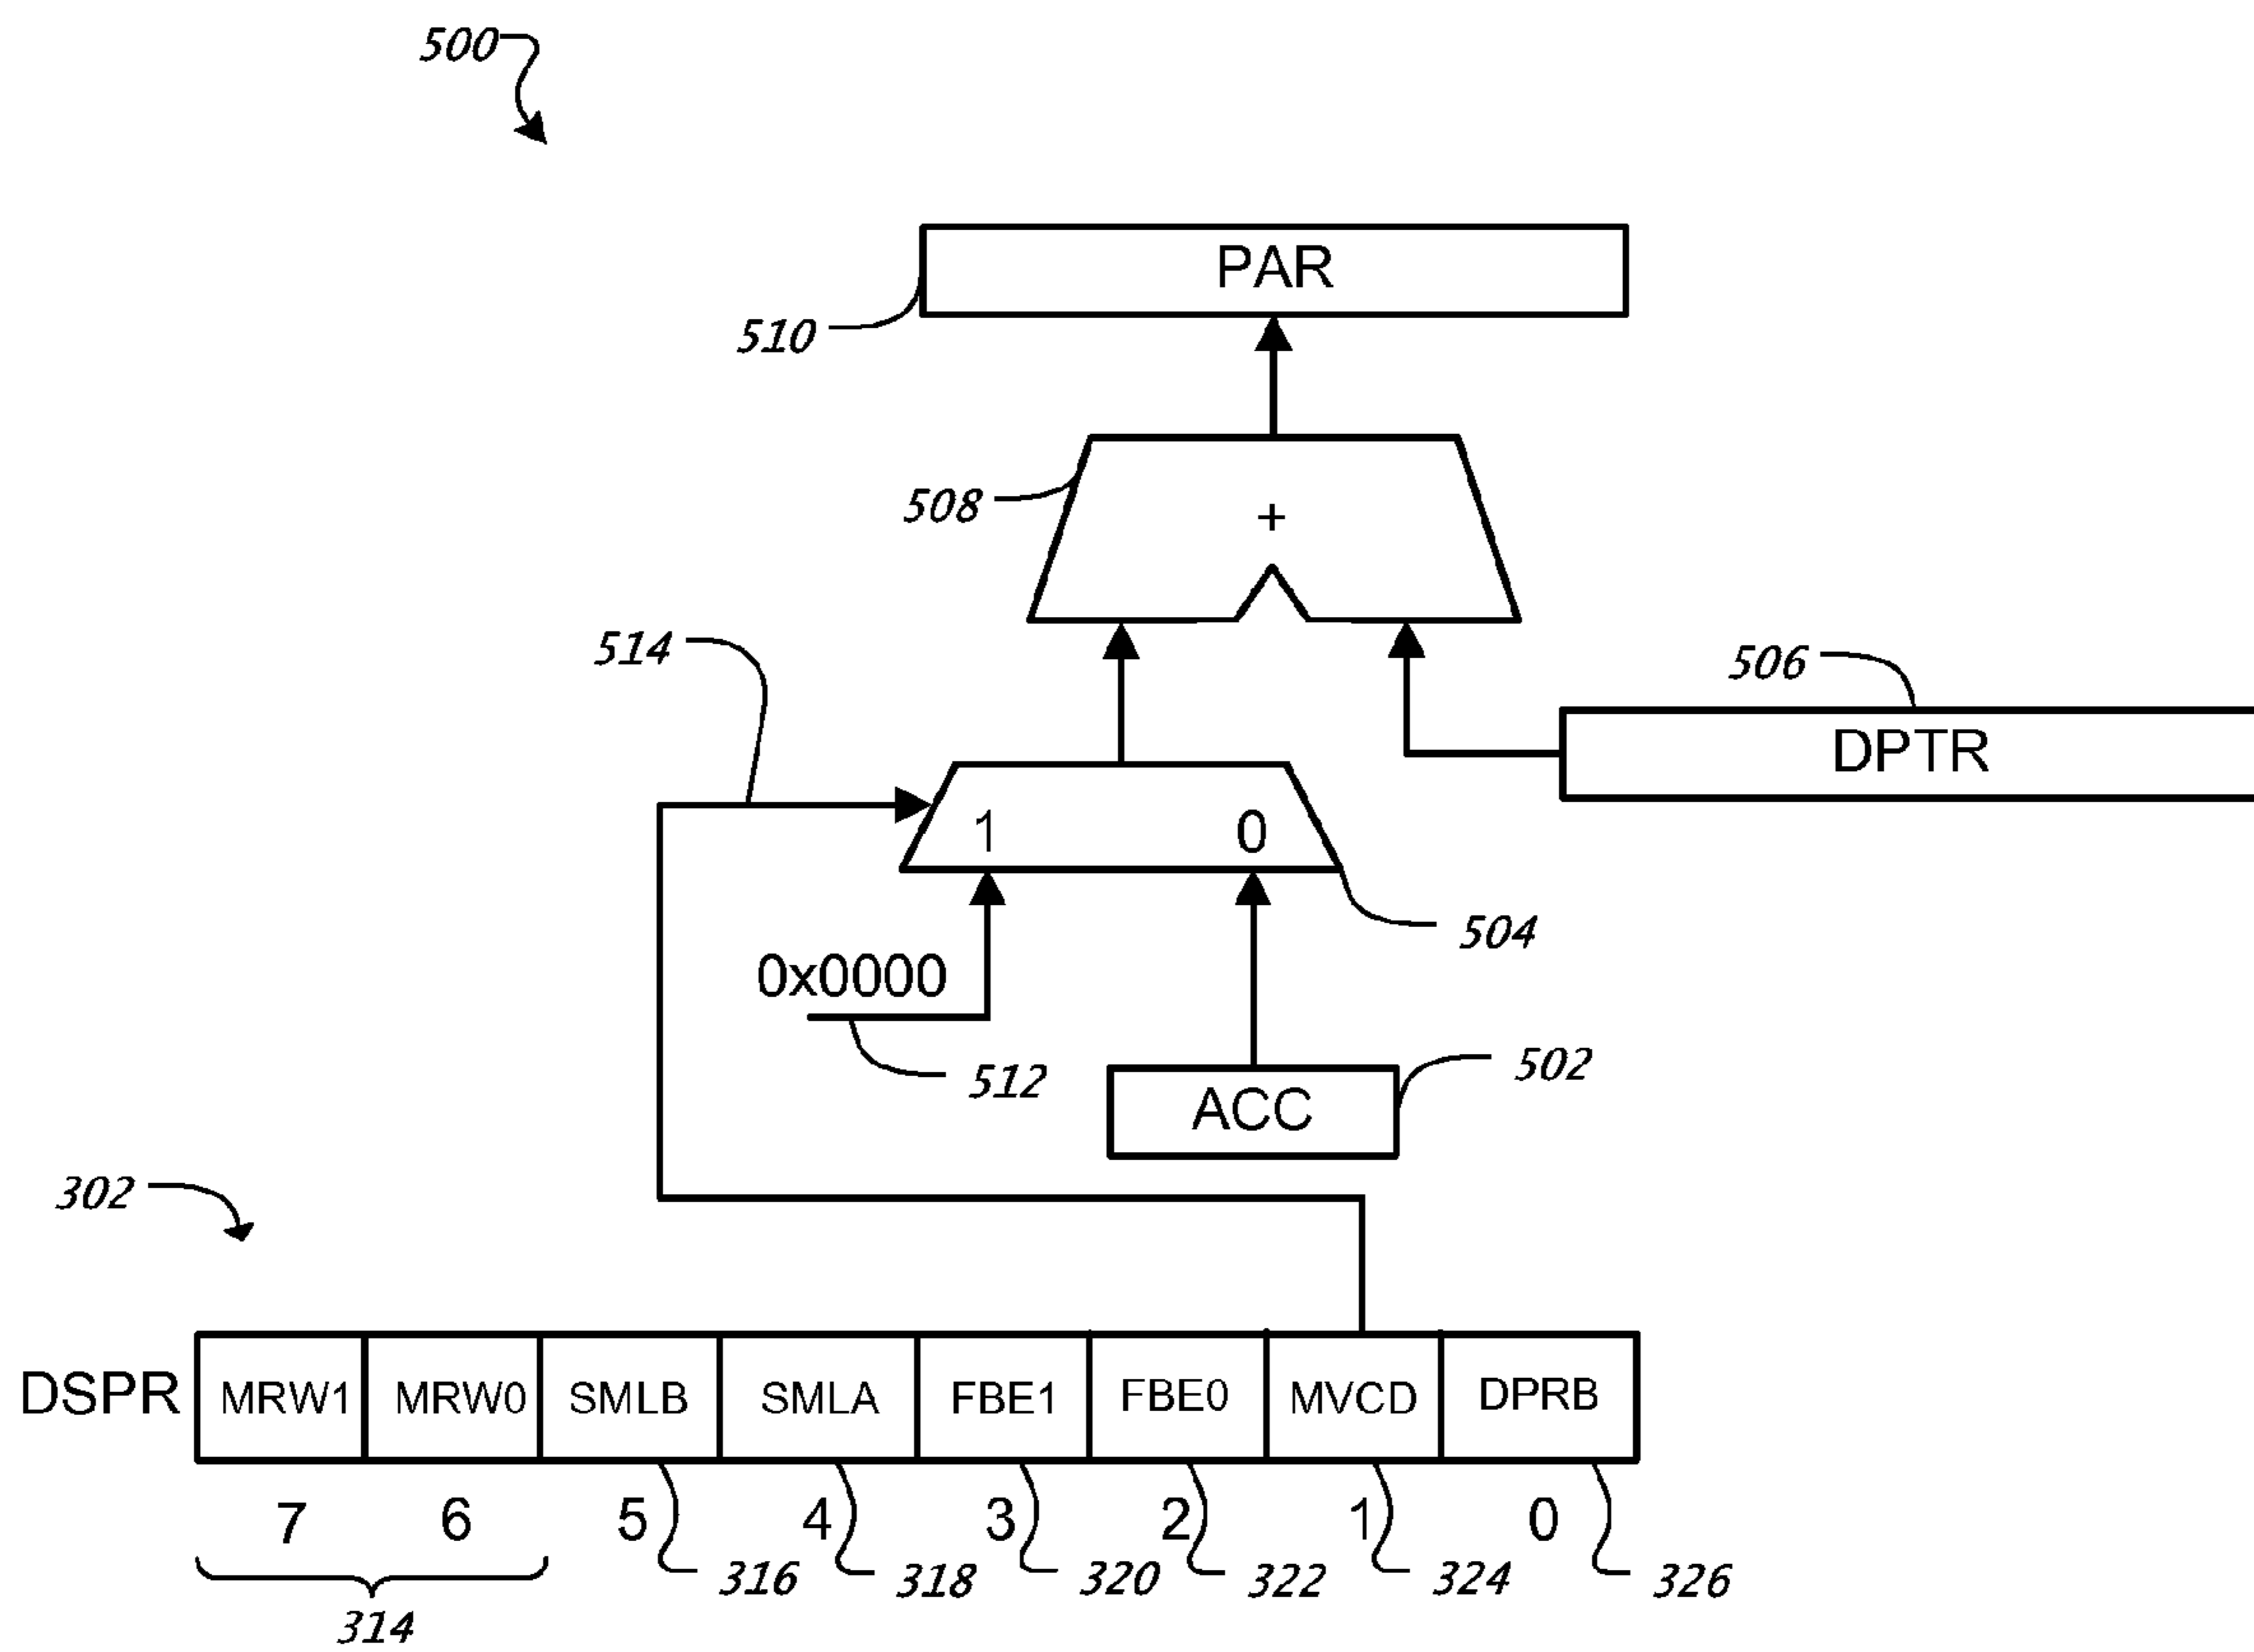 500
PAR
510
508
+
514
506
DPTR
1 0
504
0x0000
512
502
ACC
302
DSPR MRW1 MRW0 SMLB SMLA FBE1 FBE0 MVCD DPRB
7 6 5 4 3 2 1 0
316 318 320 322 324 326
314